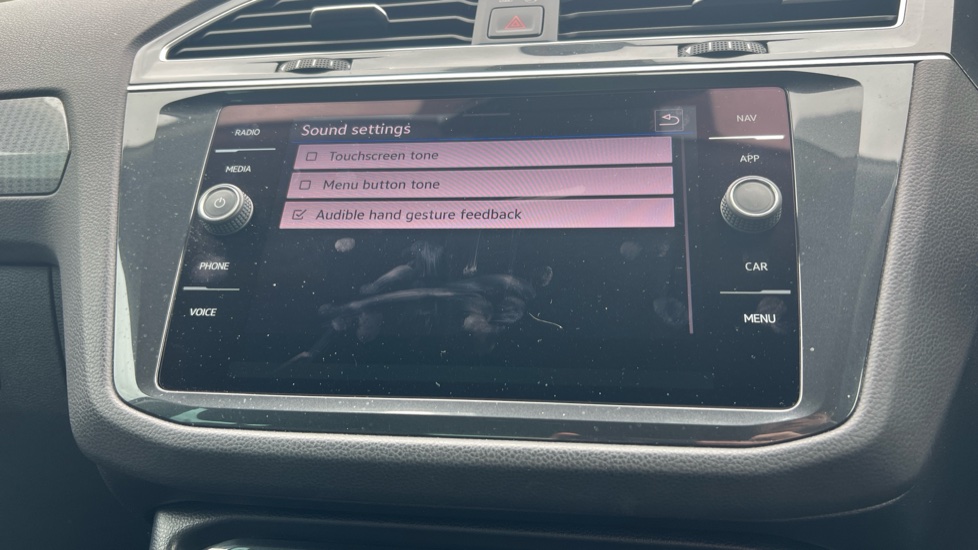 RADIO
MEDIA
PHONE
VOICE
Sound settings
Touchscreen tone
Menu button tone
Audible hand gesture feedback
NAV
APP
CAR
MENU